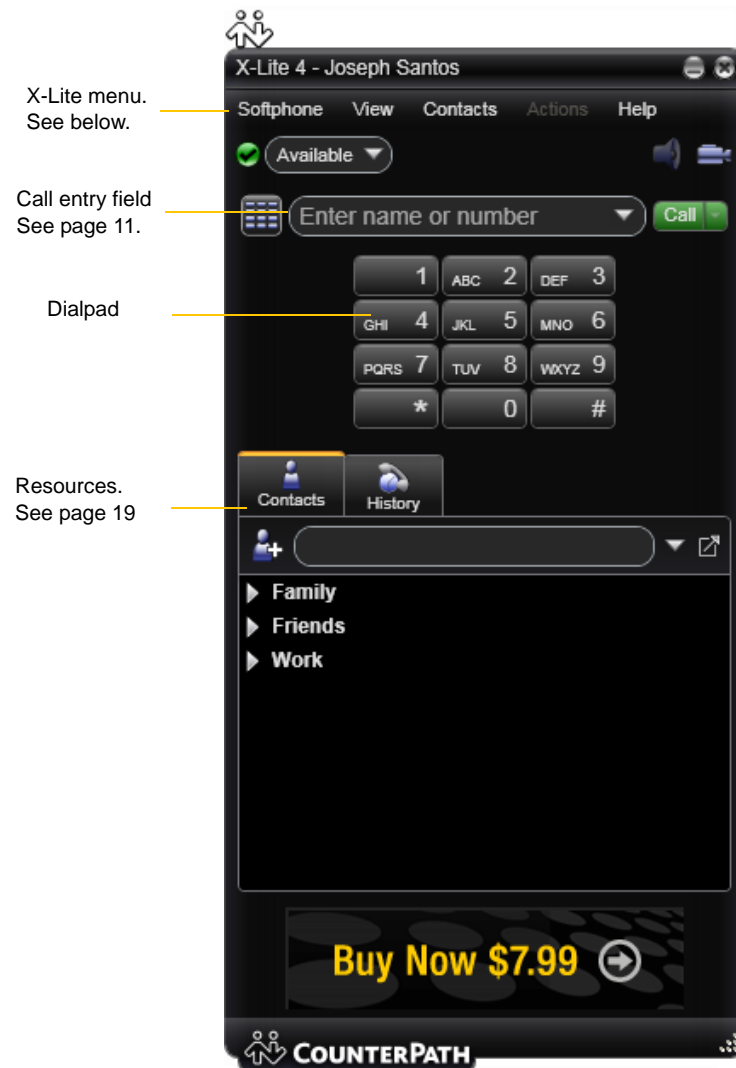 X-Lite 4 - Joseph Santos
X-Lite menu.
See below.
Softphone View Contacts Actions Help
Available
Call entry field
See page 11.
Enter name or number
Call
Dialpad
1 ABC 2 DEF 3
GHI 4 JKL 5 MNO 6
PQRS 7 TUV 8 WXYZ 9
* 0 #
Resources.
See page 19
Contacts History
Family
Friends
Work
Buy Now $7.99
COUNTERPATH